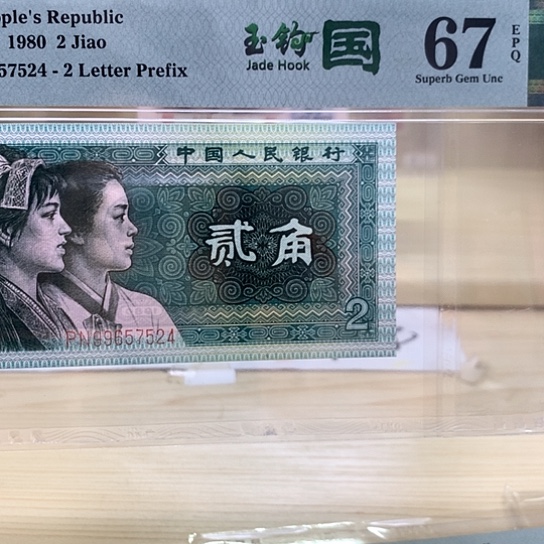 ple's Republic
1980 2 Jiao
57524 - 2 Letter Prefix
玉钩国
Jade Hook
67
EPQ
Superb Gem Unc
中国人民银行
贰角
PN99657524
2